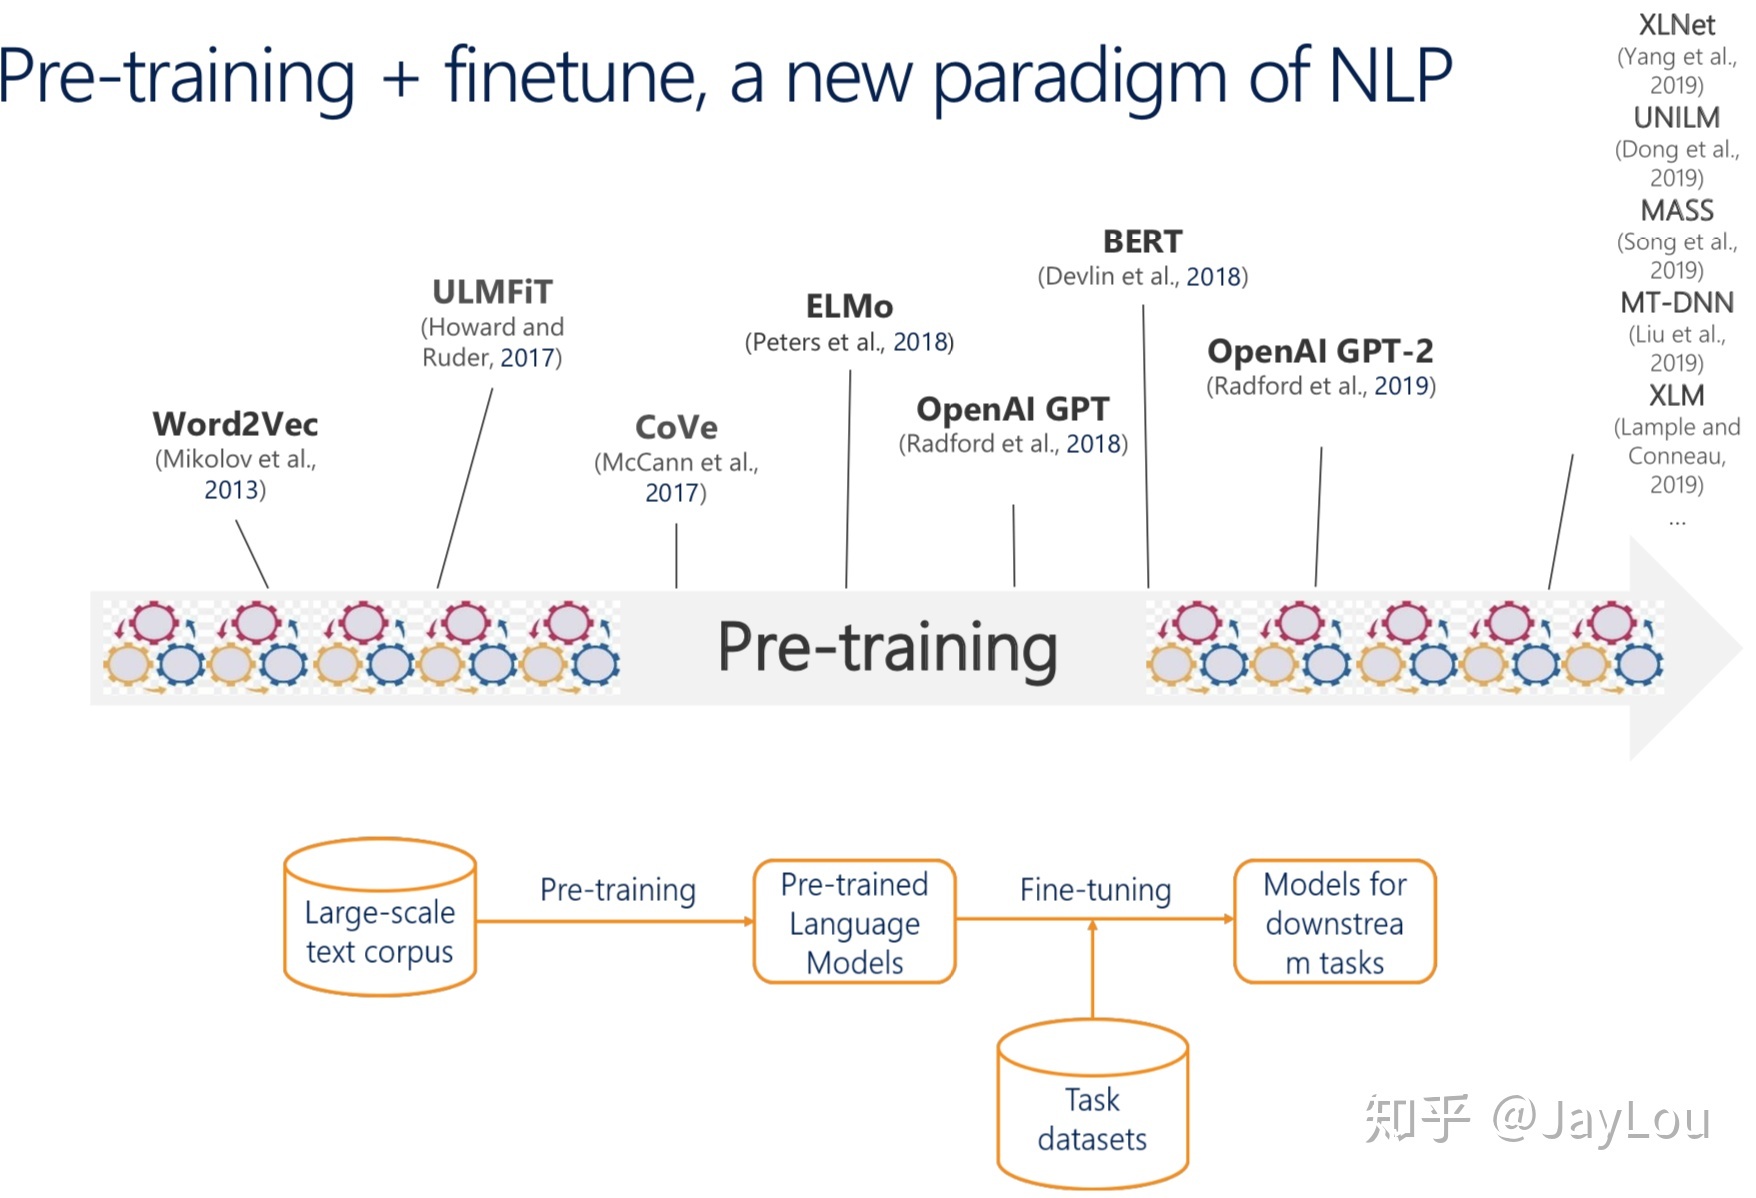 Pre-training + finetune, a new paradigm of NLP
XLNet
(Yang et al.,
2019)
UNILM
(Dong et al.,
2019)
MASS
(Song et al.,
2019)
MT-DNN
(Liu et al.,
2019)
XLM
(Lample and
Conneau,
2019)
...
Word2Vec
(Mikolov et al.,
2013)
ULMFiT
(Howard and
Ruder, 2017)
CoVe
(McCann et al.,
2017)
ELMo
(Peters et al., 2018)
OpenAI GPT
(Radford et al., 2018)
BERT
(Devlin et al., 2018)
OpenAI GPT-2
(Radford et al., 2019)
Pre-training
Large-scale
text corpus
Pre-training
Pre-trained
Language
Models
Fine-tuning
Models for
downstrea
m tasks
Task
datasets
知乎 @JayLou